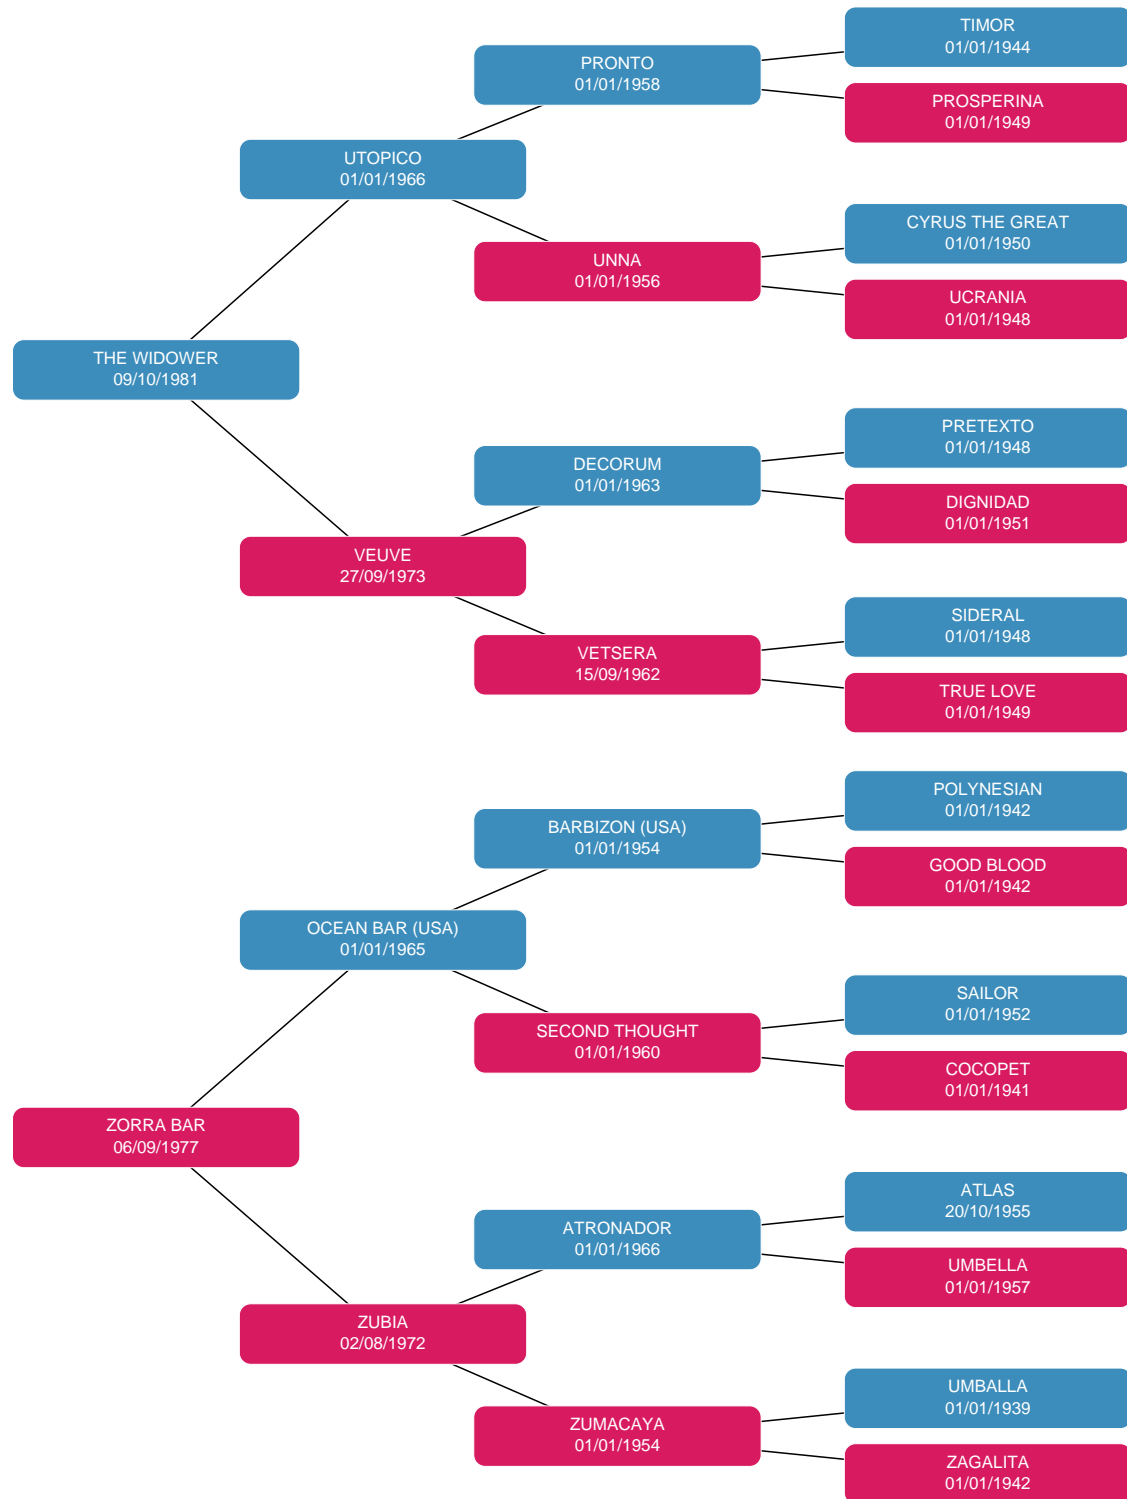 TIMOR
01/01/1944
PRONTO
01/01/1958
PROSPERINA
01/01/1949
UTOPICO
01/01/1966
CYRUS THE GREAT
01/01/1950
UNNA
01/01/1956
UCRANIA
01/01/1948
THE WIDOWER
09/10/1981
PRETEXTO
01/01/1948
DECORUM
01/01/1963
DIGNIDAD
01/01/1951
VEUVE
27/09/1973
SIDERAL
01/01/1948
VETSERA
15/09/1962
TRUE LOVE
01/01/1949
POLYNESIAN
01/01/1942
BARBIZON (USA)
01/01/1954
GOOD BLOOD
01/01/1942
OCEAN BAR (USA)
01/01/1965
SAILOR
01/01/1952
SECOND THOUGHT
01/01/1960
COCOPET
01/01/1941
ZORRA BAR
06/09/1977
ATLAS
20/10/1955
ATRONADOR
01/01/1966
UMBELLA
01/01/1957
ZUBIA
02/08/1972
UMBALLA
01/01/1939
ZUMACAYA
01/01/1954
ZAGALITA
01/01/1942